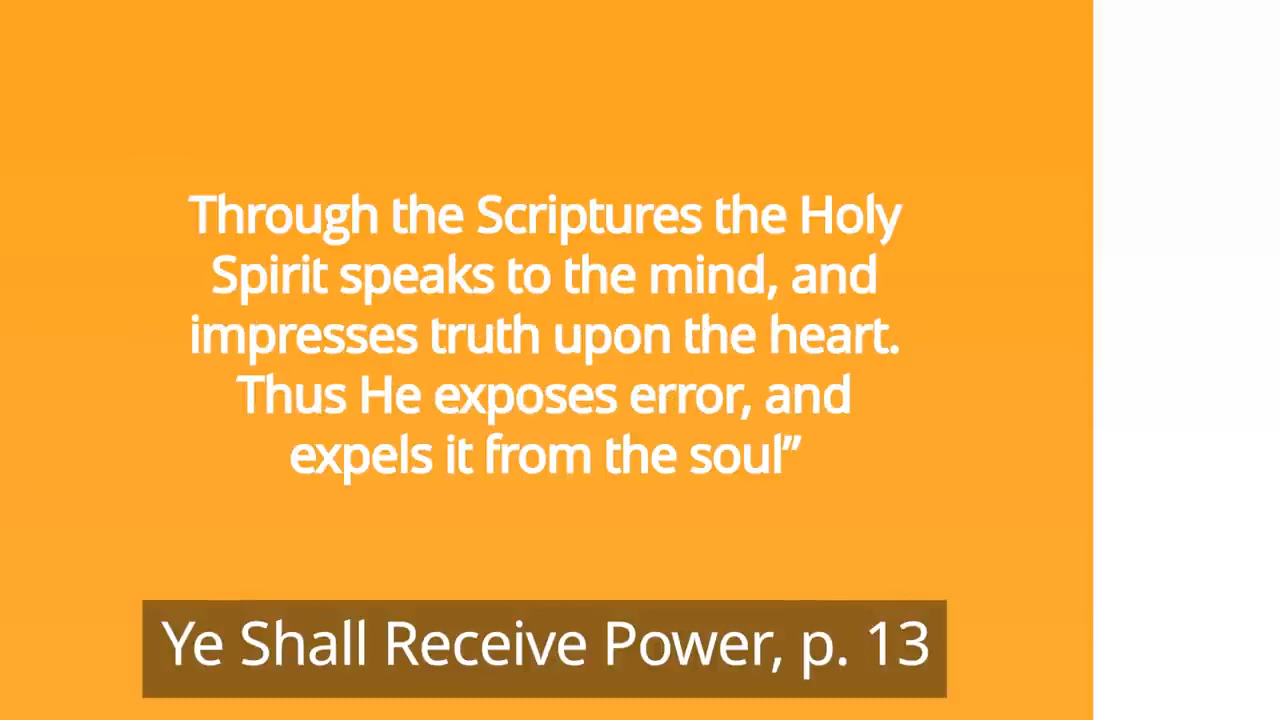 Through the Scriptures the Holy
Spirit speaks to the mind, and
impresses truth upon the heart.
Thus He exposes error, and
expels it from the soul”
Ye Shall Receive Power, p. 13